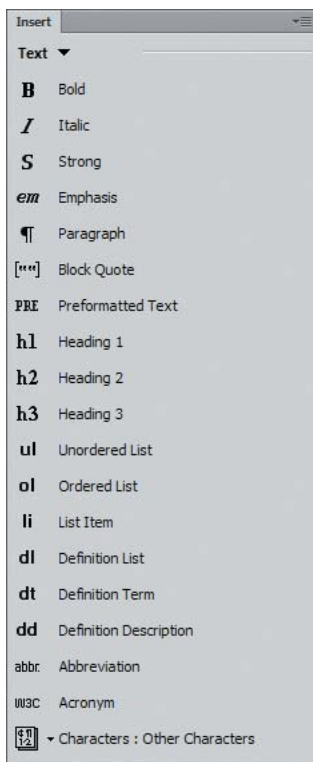 Insert
Text
B Bold
I Italic
S Strong
em Emphasis
¶ Paragraph
[""] Block Quote
PRE Preformatted Text
h1 Heading 1
h2 Heading 2
h3 Heading 3
ul Unordered List
ol Ordered List
li List Item
dl Definition List
dt Definition Term
dd Definition Description
abbr. Abbreviation
W3C Acronym
Characters : Other Characters